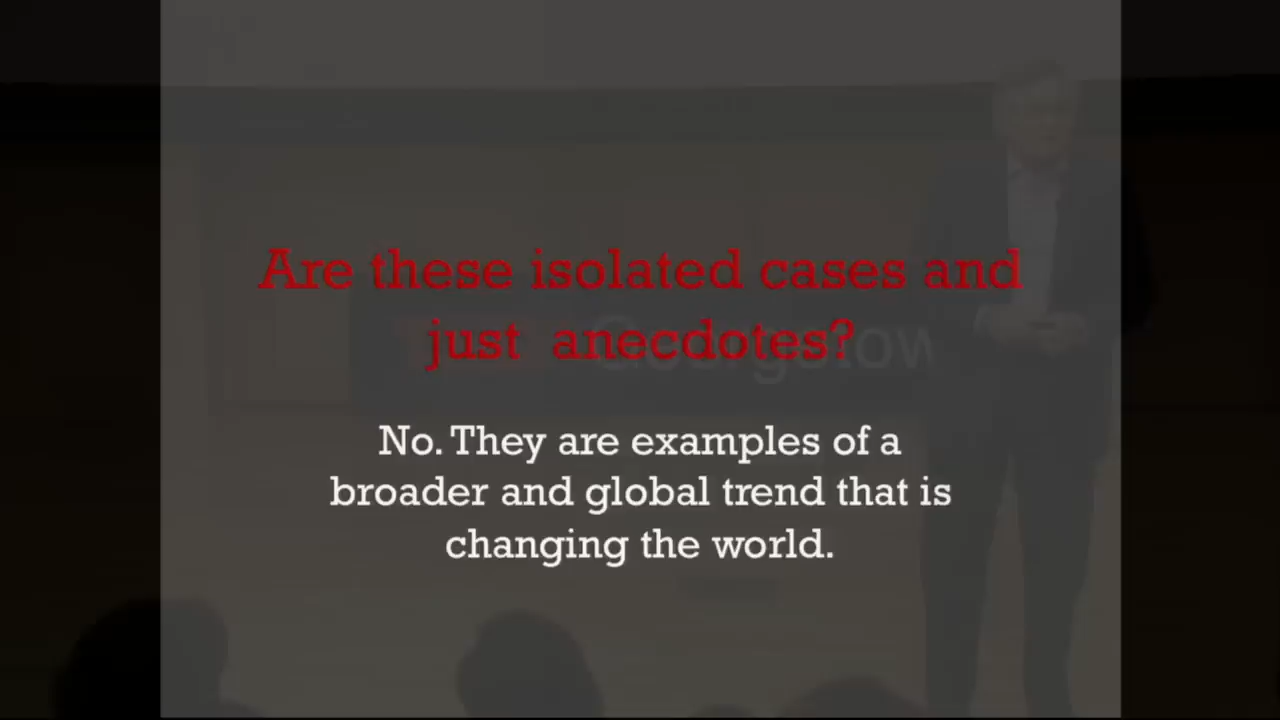 Are these isolated cases and
just anecdotes?
No. They are examples of a
broader and global trend that is
changing the world.